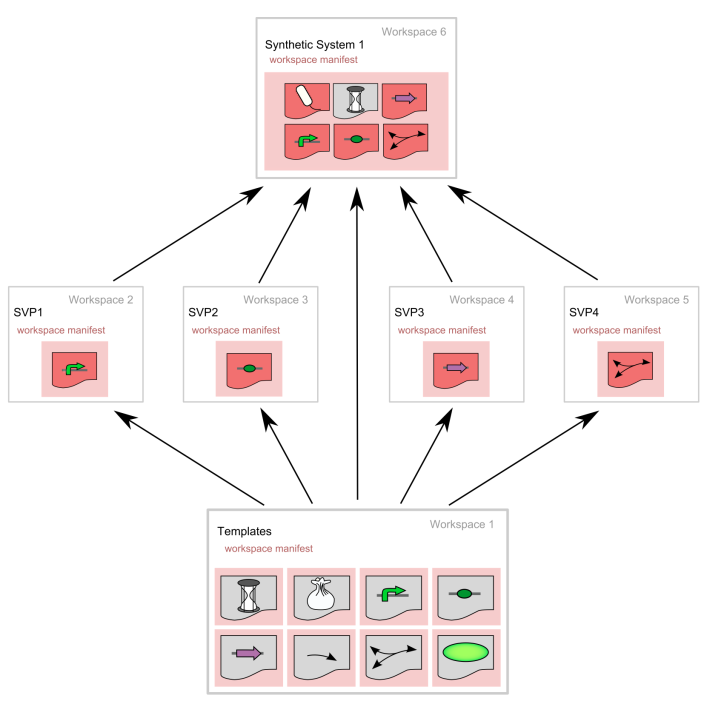 Workspace 6
Synthetic System 1
workspace manifest
Workspace 2
SVP1
workspace manifest
Workspace 3
SVP2
workspace manifest
Workspace 4
SVP3
workspace manifest
Workspace 5
SVP4
workspace manifest
Workspace 1
Templates
workspace manifest